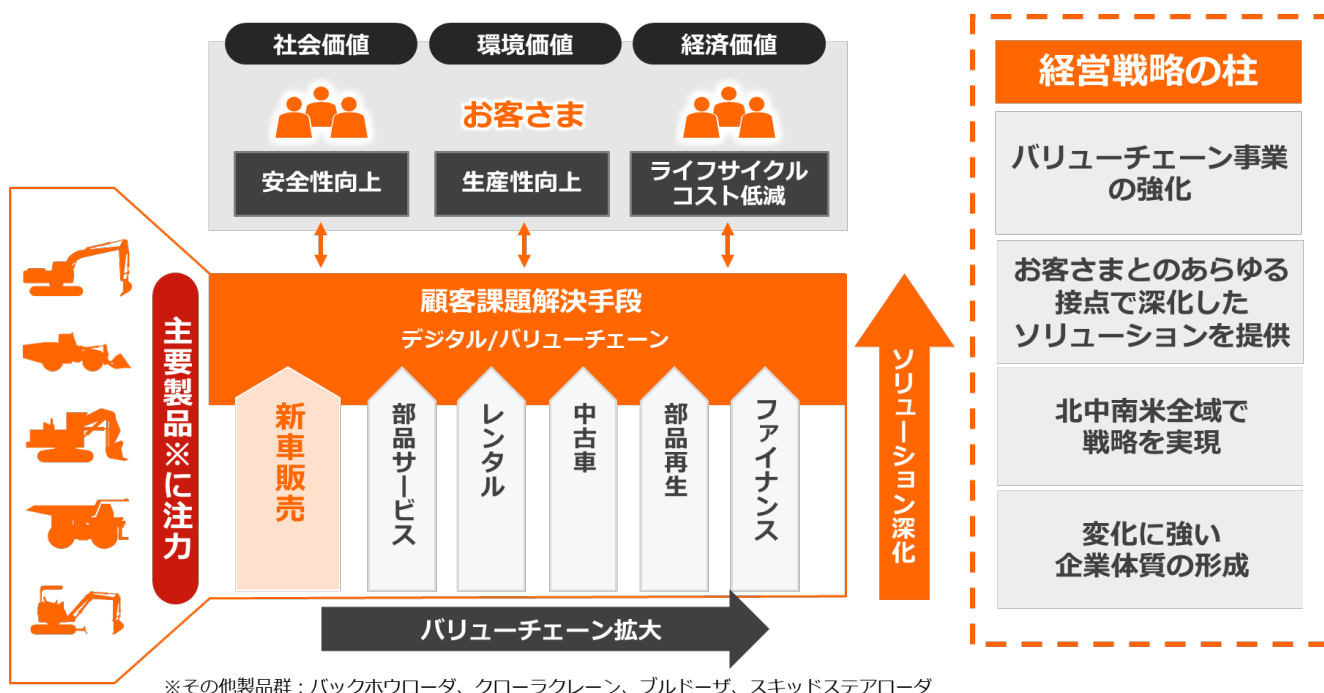 社会価値
環境価値
経済価値
お客さま
安全性向上
生産性向上
ライフサイクル
コスト低減
主要製品※に注力
顧客課題解決手段
デジタル/バリューチェーン
新車販売
部品サービス
レンタル
中古車
部品再生
ファイナンス
バリューチェーン拡大
ソリューション深化
※その他製品群：バックホウローダ、クローラクレーン、ブルドーザ、スキッドステアローダ
経営戦略の柱
バリューチェーン事業
の強化
お客さまとのあらゆる
接点で深化した
ソリューションを提供
北中南米全域で
戦略を実現
変化に強い
企業体質の形成